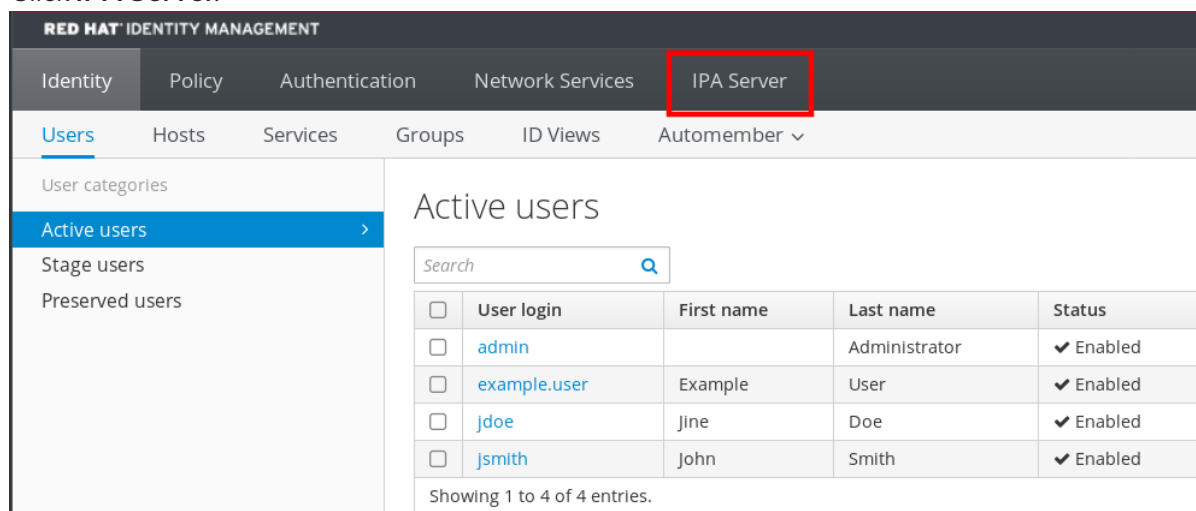 RED HAT® IDENTITY MANAGEMENT
Identity Policy Authentication Network Services IPA Server
Users Hosts Services Groups ID Views Automember
User categories
Active users
Stage users
Preserved users
Active users
Search
User login First name Last name Status
admin Administrator Enabled
example.user Example User Enabled
jdoe Jine Doe Enabled
jsmith John Smith Enabled
Showing 1 to 4 of 4 entries.